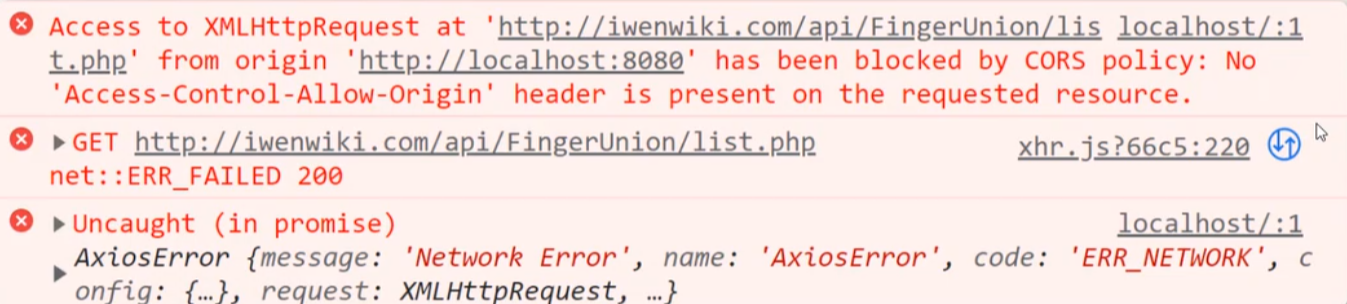 Access to XMLHttpRequest at 'http://iwenwiki.com/api/FingerUnion/lis localhost/:1
t.php' from origin 'http://localhost:8080' has been blocked by CORS policy: No
'Access-Control-Allow-Origin' header is present on the requested resource.
GET http://iwenwiki.com/api/FingerUnion/list.php xhr.js?66c5:220
net::ERR_FAILED 200
Uncaught (in promise) localhost/:1
AxiosError {message: 'Network Error', name: 'AxiosError', code: 'ERR_NETWORK', c
onfig: {…}, request: XMLHttpRequest, …}